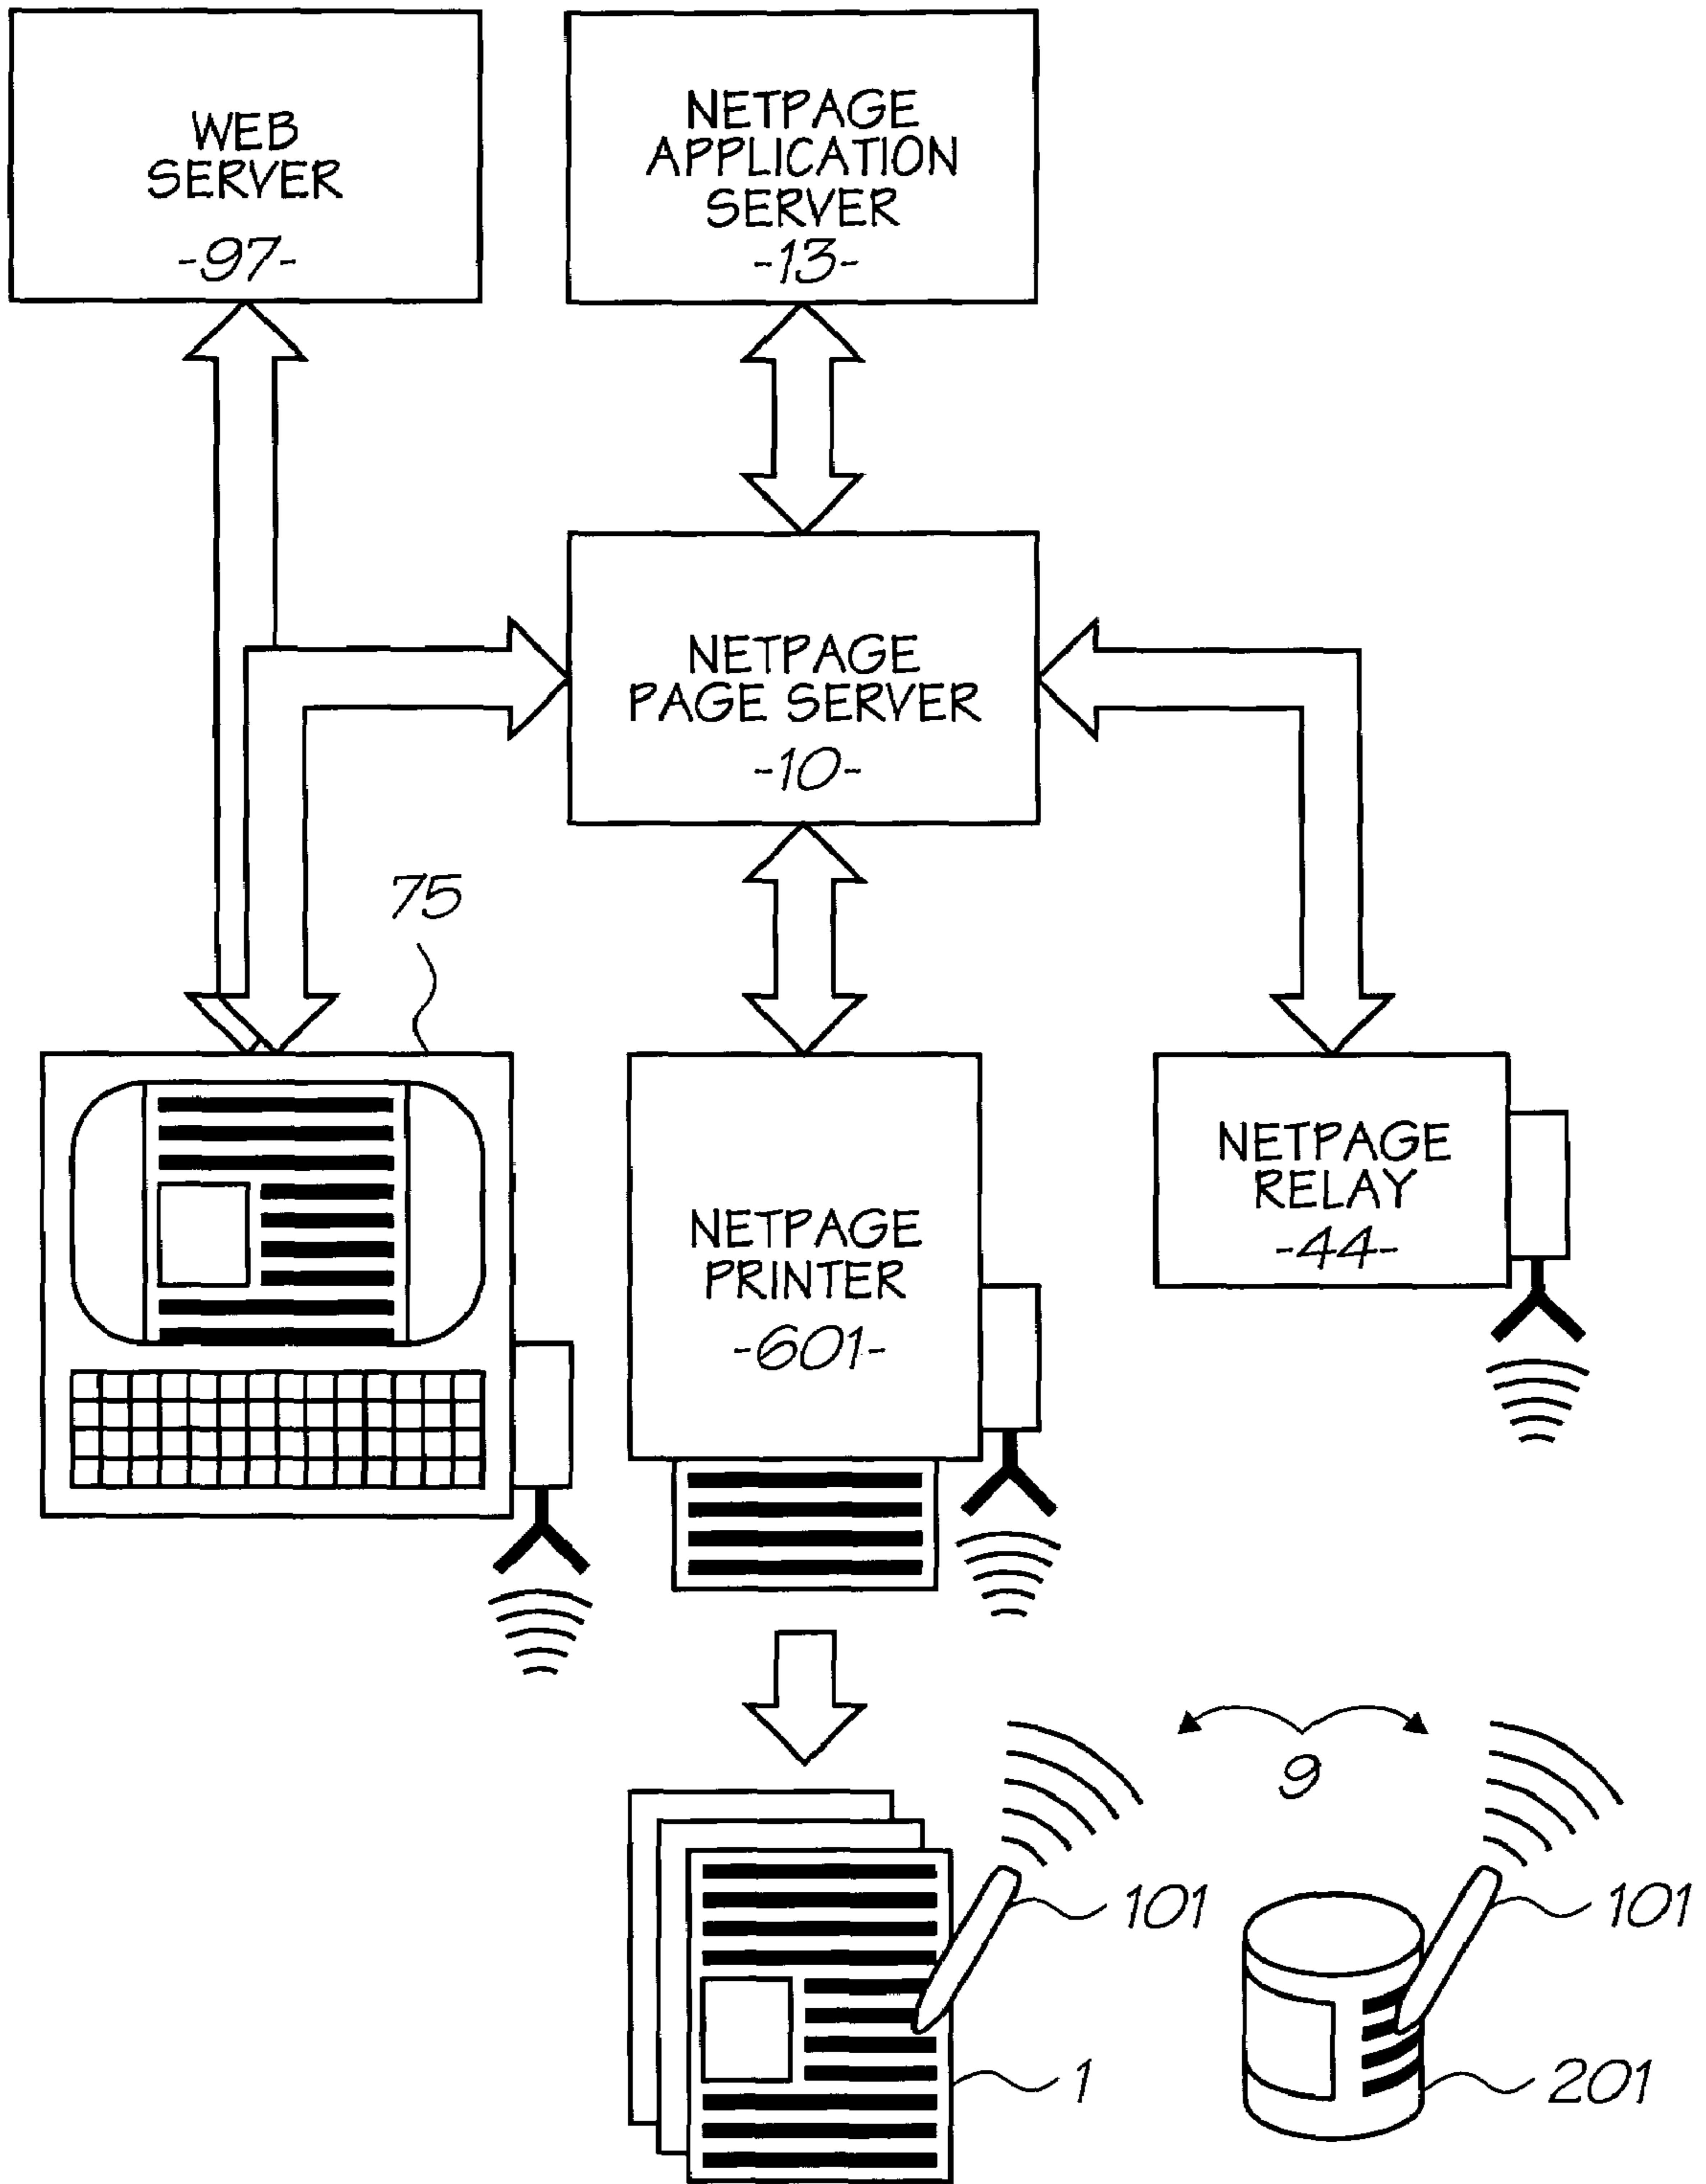 WEB
SERVER
-97-
NETPAGE
APPLICATION
SERVER
-13-
NETPAGE
PAGE SERVER
-10-
75
NETPAGE
PRINTER
-601-
NETPAGE
RELAY
-44-
9
101
101
1
201